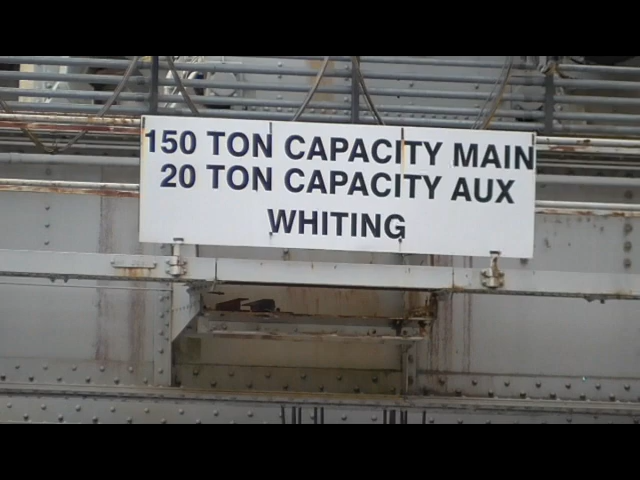 150 TON CAPACITY MAIN
20 TON CAPACITY AUX
WHITING